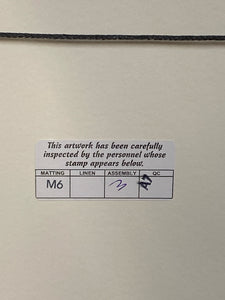 This artwork has been carefully
inspected by the personnel whose
stamp appears below.
MATTING LINEN ASSEMBLY QC
M6